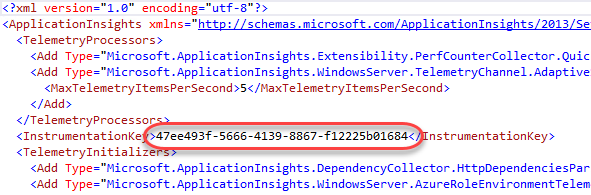 <?xml version="1.0" encoding="utf-8"?>
<ApplicationInsights xmlns="http://schemas.microsoft.com/ApplicationInsights/2013/Se
<TelemetryProcessors>
<Add Type="Microsoft.ApplicationInsights.Extensibility.PerfCounterCollector.Quic
<Add Type="Microsoft.ApplicationInsights.WindowsServer.TelemetryChannel.Adaptive
<MaxTelemetryItemsPerSecond>5</MaxTelemetryItemsPerSecond>
</Add>
</TelemetryProcessors>
<InstrumentationKey>47ee493f-5666-4139-8867-f12225b01684</InstrumentationKey>
<TelemetryInitializers>
<Add Type="Microsoft.ApplicationInsights.DependencyCollector.HttpDependenciesPar
<Add Type="Microsoft.ApplicationInsights.WindowsServer.AzureRoleEnvironmentTelem